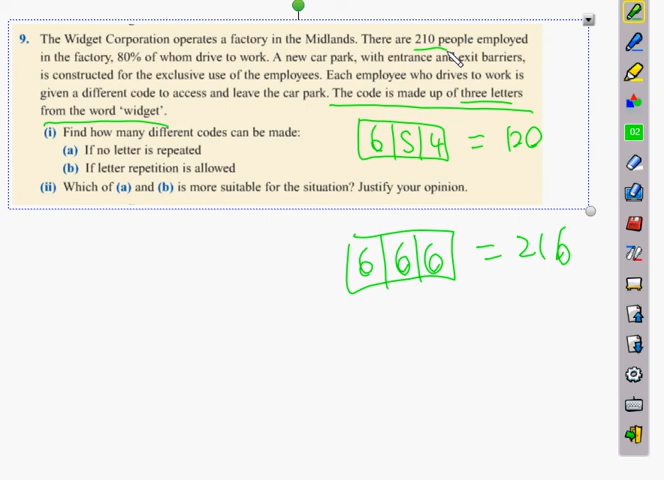 9. The Widget Corporation operates a factory in the Midlands. There are 210 people employed
in the factory, 80% of whom drive to work. A new car park, with entrance and exit barriers,
is constructed for the exclusive use of the employees. Each employee who drives to work is
given a different code to access and leave the car park. The code is made up of three letters
from the word ‘widget’.
(i) Find how many different codes can be made:
(a) If no letter is repeated
6 5 4 = 120
(b) If letter repetition is allowed
(ii) Which of (a) and (b) is more suitable for the situation? Justify your opinion.
6 6 6 = 216
02